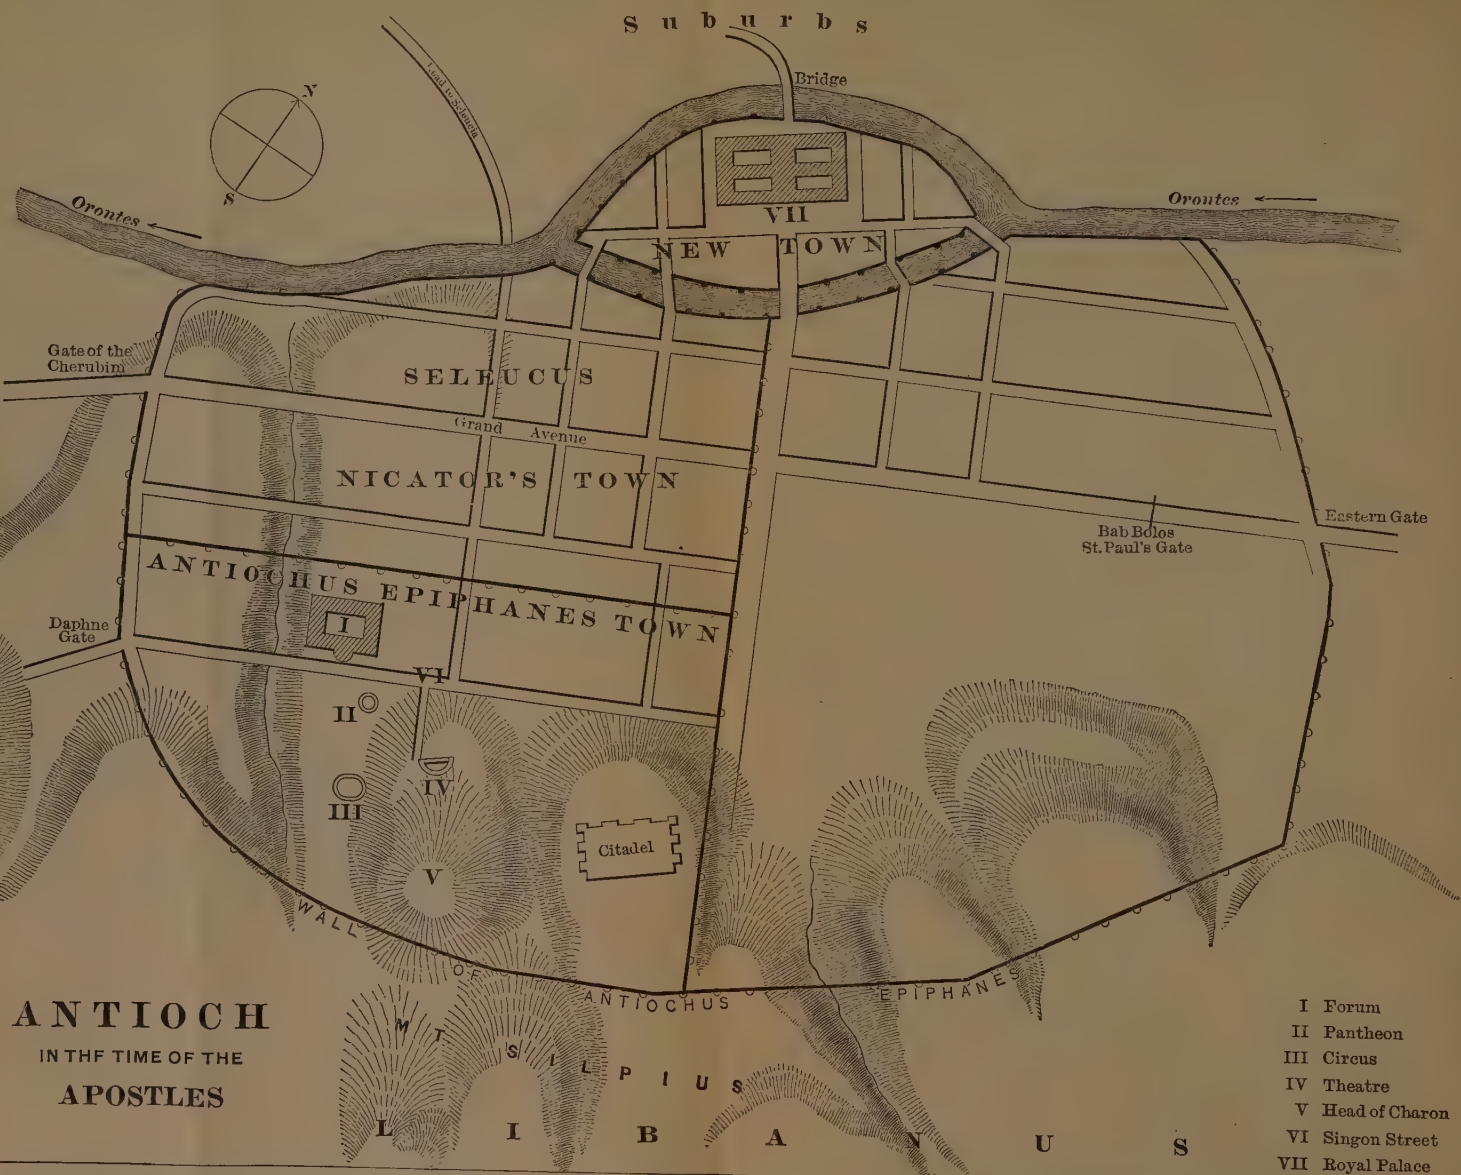 Suburbs
Bridge
N
S
Road to Seleucia
Orontes
Orontes
VII
NEW TOWN
Gate of the
Cherubim
SELEUCUS
Grand Avenue
NICATOR'S TOWN
Eastern Gate
Bab Bolos
St. Paul's Gate
ANTIOCHUS EPIPHANES TOWN
I
Daphne
Gate
VI
II
IV
III
Citadel
V
WALL OF ANTIOCHUS EPIPHANES
MT SILPIUS
LIBANUS
ANTIOCH
IN THF TIME OF THE
APOSTLES
I Forum
II Pantheon
III Circus
IV Theatre
V Head of Charon
VI Singon Street
VII Royal Palace